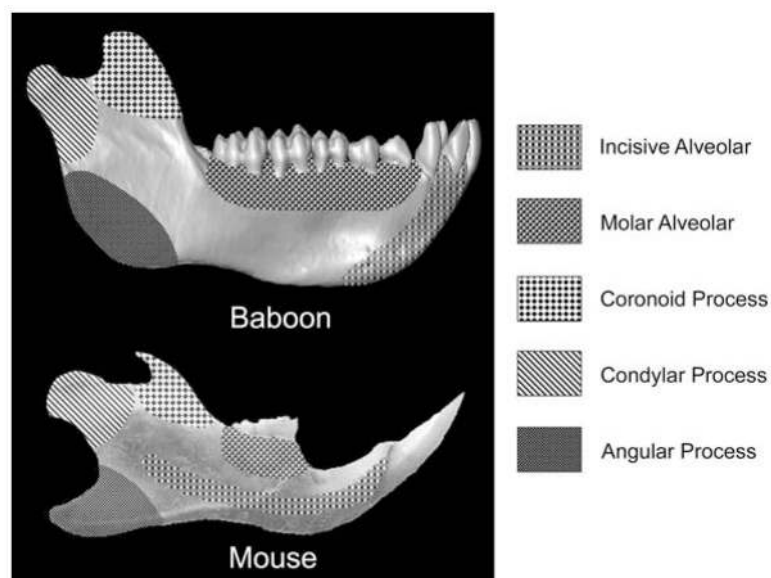 Baboon
Mouse
Incisive Alveolar
Molar Alveolar
Coronoid Process
Condylar Process
Angular Process